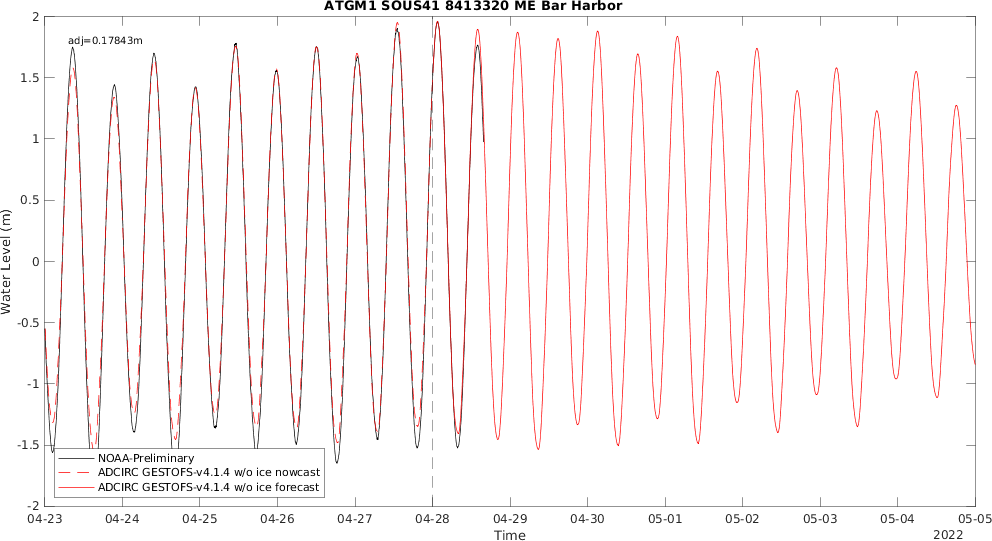 ATGM1 SOUS41 8413320 ME Bar Harbor
adj=0.17843m
Water Level (m)
2
1.5
1
0.5
0
-0.5
-1
-1.5
-2
NOAA-Preliminary
ADCIRC GESTOFS-v4.1.4 w/o ice nowcast
ADCIRC GESTOFS-v4.1.4 w/o ice forecast
04-23 04-24 04-25 04-26 04-27 04-28 04-29 04-30 05-01 05-02 05-03 05-04 05-05
Time
2022